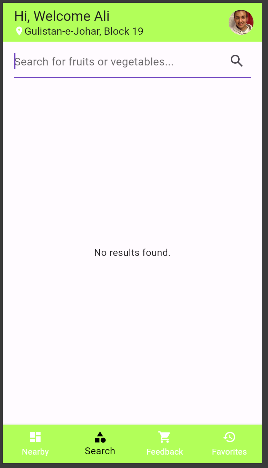 Hi, Welcome Ali
Gulistan-e-Johar, Block 19
Search for fruits or vegetables...
No results found.
Nearby
Search
Feedback
Favorites